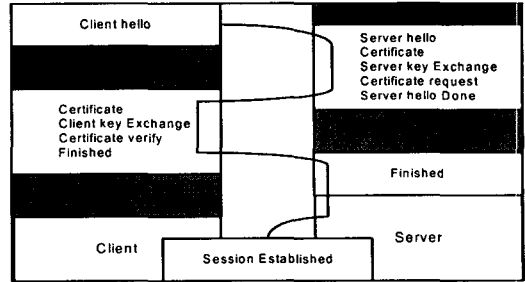 Client hello
Server hello
Certificate
Server key Exchange
Certificate request
Server hello Done
Certificate
Client key Exchange
Certificate verify
Finished
Finished
Client
Server
Session Established